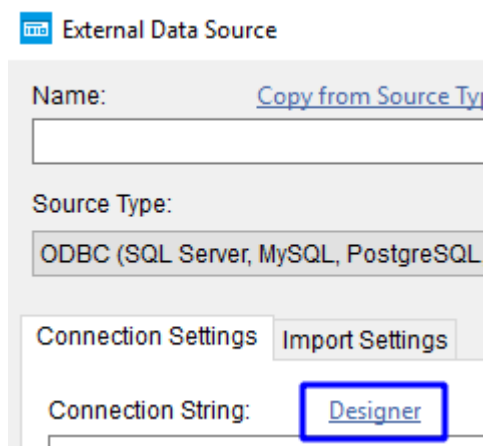 External Data Source
Name: Copy from Source Typ
Source Type:
ODBC (SQL Server, MySQL, PostgreSQL
Connection Settings Import Settings
Connection String: Designer